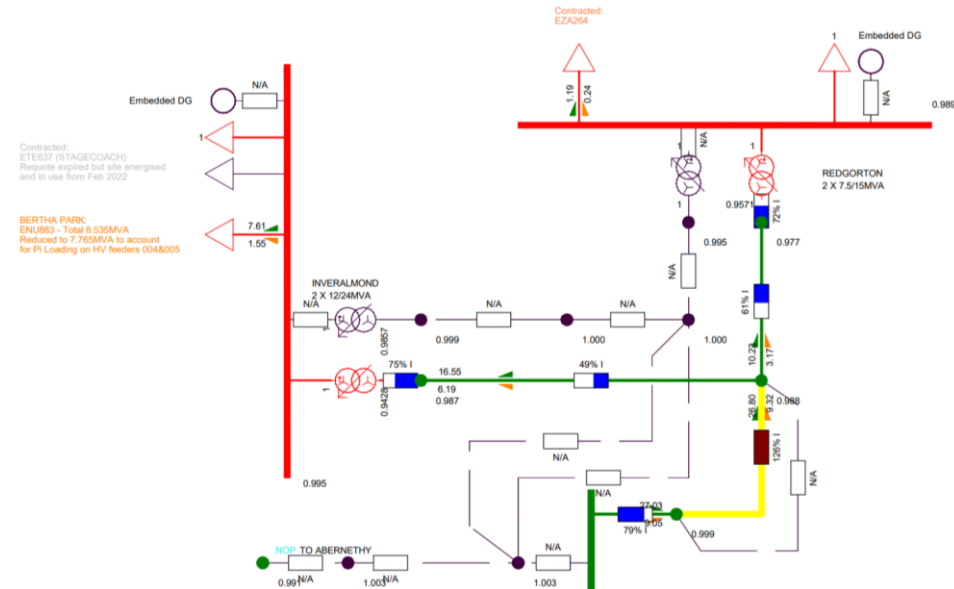 Contracted:
EZA264
1.19
0.24
1
Embedded DG
N/A
0.989
N/A
Embedded DG
1
Contracted:
ETE637 (STAGECOACH)
Requote expired but site energised
and in use from Feb 2022
BERTHA PARK:
ENU883 - Total 8.535MVA
Reduced to 7.765MVA to account
for Pi Loading on HV feeders 004&005
7.61
1.55
N/A
1
1
1
REDGORTON
2 X 7.5/15MVA
0.9571
72% I
0.995
0.977
N/A
61% I
INVERALMOND
2 X 12/24MVA
N/A
1
0.9857
N/A
0.999
N/A
1.000
1.000
10.23
3.17
1
75% I
0.9428
16.55
6.19
0.987
49% I
0.988
26.80
9.32
126% I
N/A
N/A
0.995
N/A
27.03
9.05
79% I
0.999
NOP TO ABERNETHY
N/A
0.991
N/A
1.003
N/A
1.003